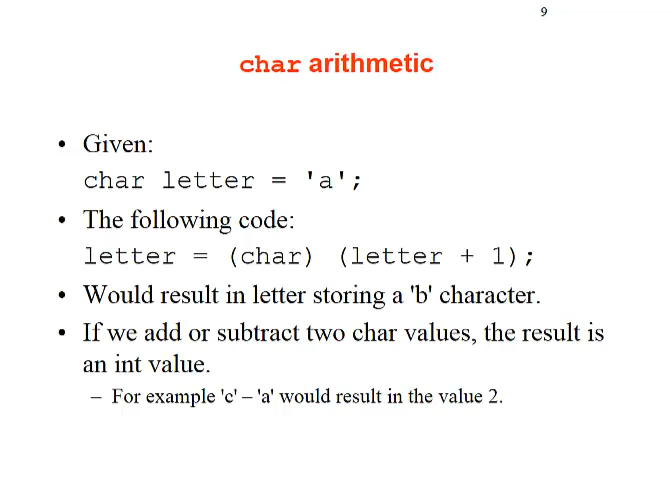 9
char arithmetic
• Given:
char letter = 'a';
• The following code:
letter = (char) (letter + 1);
• Would result in letter storing a 'b' character.
• If we add or subtract two char values, the result is
an int value.
– For example 'c' – 'a' would result in the value 2.